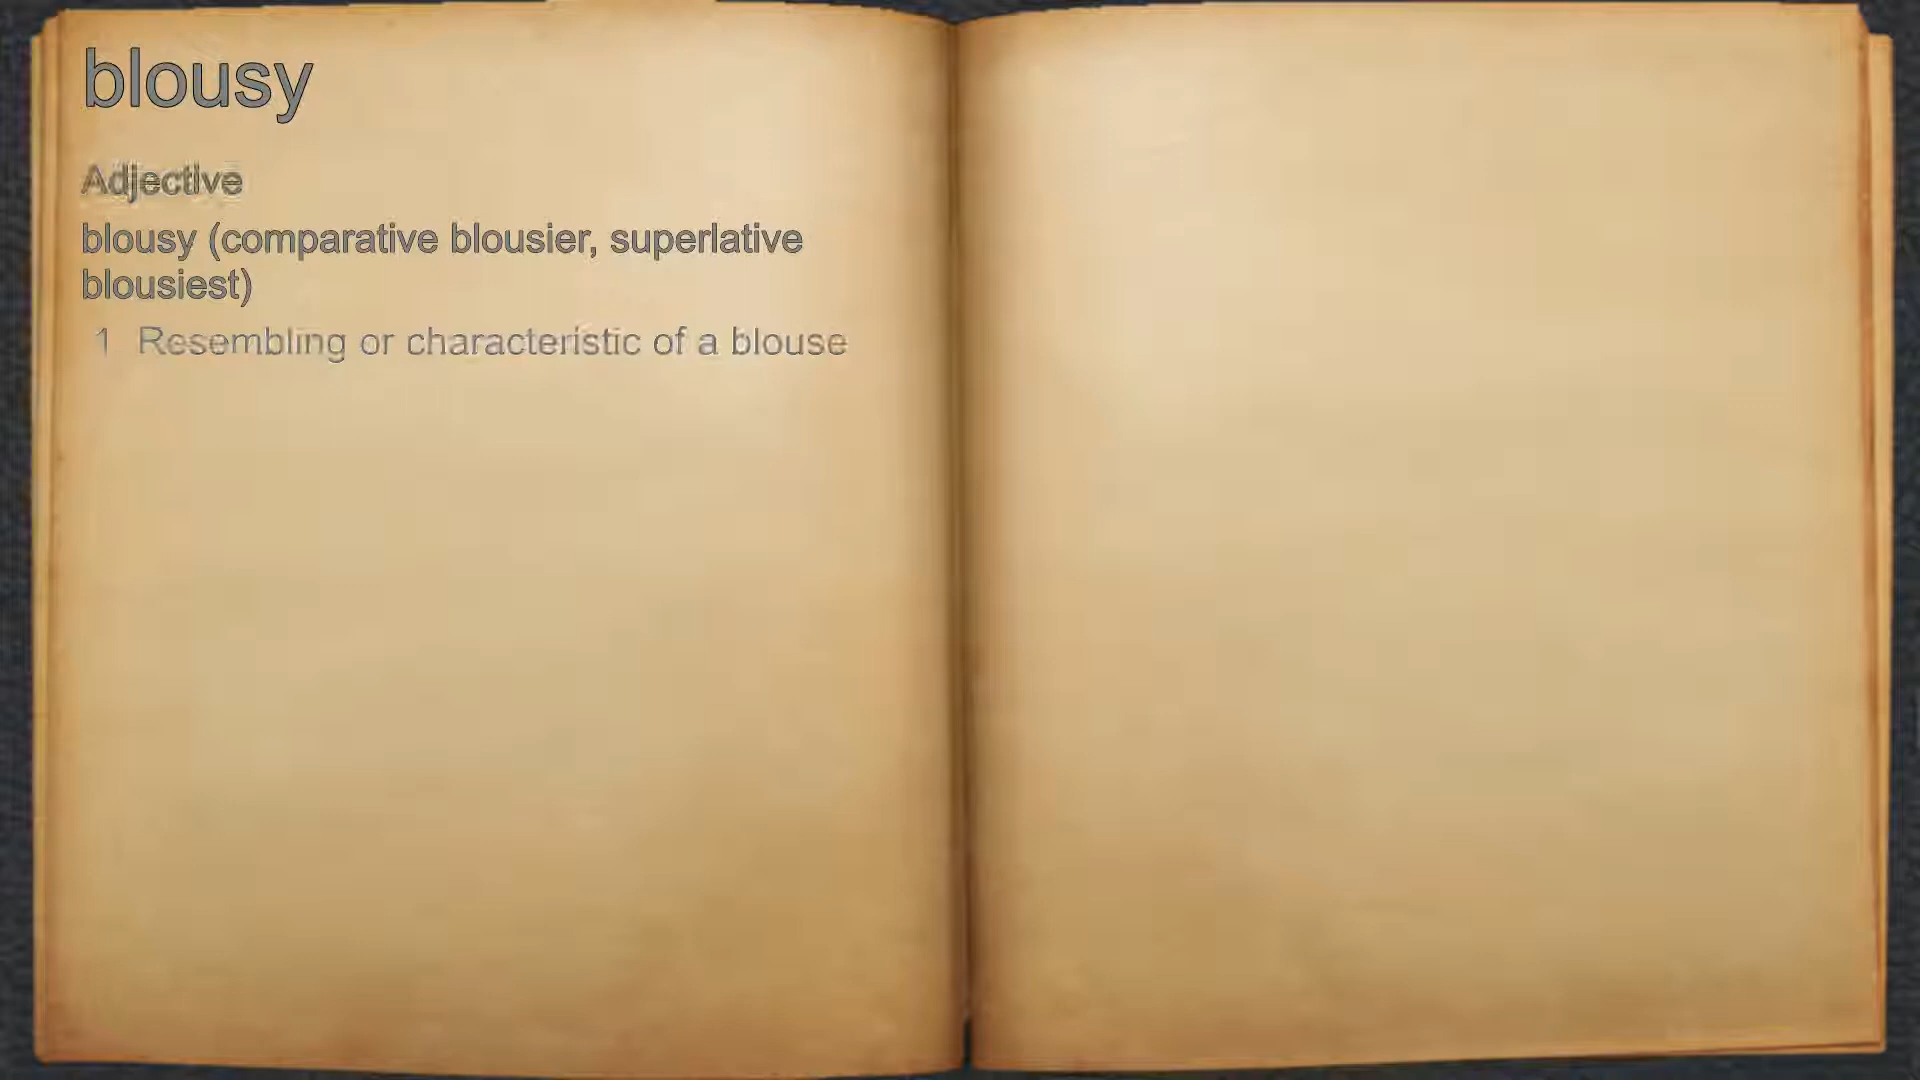 blousy
Adjective
blousy (comparative blousier, superlative
blousiest)
1 Resembling or characteristic of a blouse